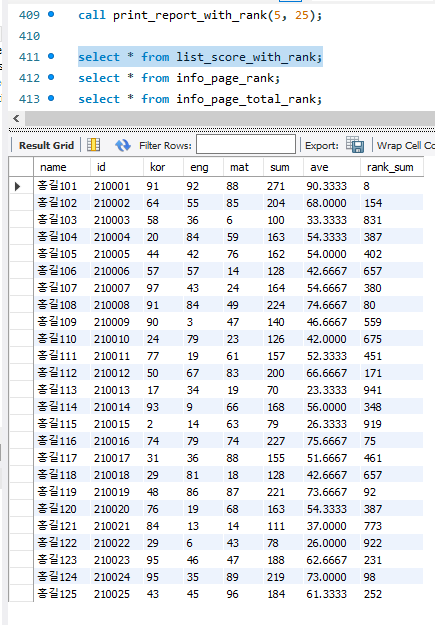 409 call print_report_with_rank(5, 25);
410
411 select * from list_score_with_rank;
412 select * from info_page_rank;
413 select * from info_page_total_rank;
Result Grid Filter Rows: Export: Wrap Cell Co
name id kor eng mat sum ave rank_sum
홍길101 210001 91 92 88 271 90.3333 8
홍길102 210002 64 55 85 204 68.0000 154
홍길103 210003 58 36 6 100 33.3333 831
홍길104 210004 20 84 59 163 54.3333 387
홍길105 210005 44 42 76 162 54.0000 402
홍길106 210006 57 57 14 128 42.6667 657
홍길107 210007 97 43 24 164 54.6667 380
홍길108 210008 91 84 49 224 74.6667 80
홍길109 210009 90 3 47 140 46.6667 559
홍길110 210010 24 79 23 126 42.0000 675
홍길111 210011 77 19 61 157 52.3333 451
홍길112 210012 50 67 83 200 66.6667 171
홍길113 210013 17 34 19 70 23.3333 941
홍길114 210014 93 9 66 168 56.0000 348
홍길115 210015 2 14 63 79 26.3333 919
홍길116 210016 74 79 74 227 75.6667 75
홍길117 210017 31 36 88 155 51.6667 461
홍길118 210018 29 81 18 128 42.6667 657
홍길119 210019 48 86 87 221 73.6667 92
홍길120 210020 76 19 68 163 54.3333 387
홍길121 210021 84 13 14 111 37.0000 773
홍길122 210022 29 6 43 78 26.0000 922
홍길123 210023 95 46 47 188 62.6667 231
홍길124 210024 95 35 89 219 73.0000 98
홍길125 210025 43 45 96 184 61.3333 252